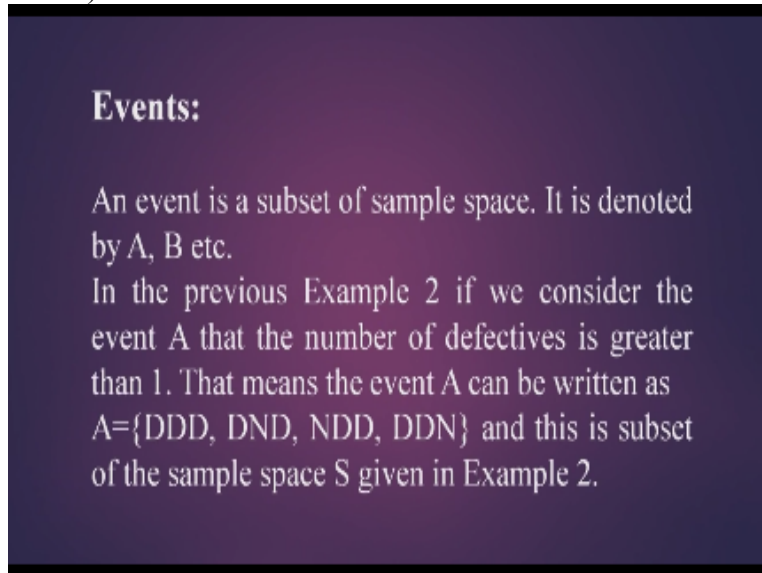 Events:
An event is a subset of sample space. It is denoted
by A, B etc.
In the previous Example 2 if we consider the
event A that the number of defectives is greater
than 1. That means the event A can be written as
A={DDD, DND, NDD, DDN} and this is subset
of the sample space S given in Example 2.